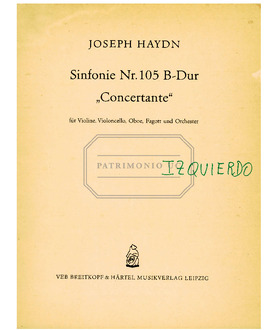 JOSEPH HAYDN
Sinfonie Nr. 105 B-Dur
„Concertante“
für Violine, Violoncello, Oboe, Fagott und Orchester
PATRIMONIO
IZQUIERDO
VEB BREITKOPF & HÄRTEL MUSIKVERLAG LEIPZIG